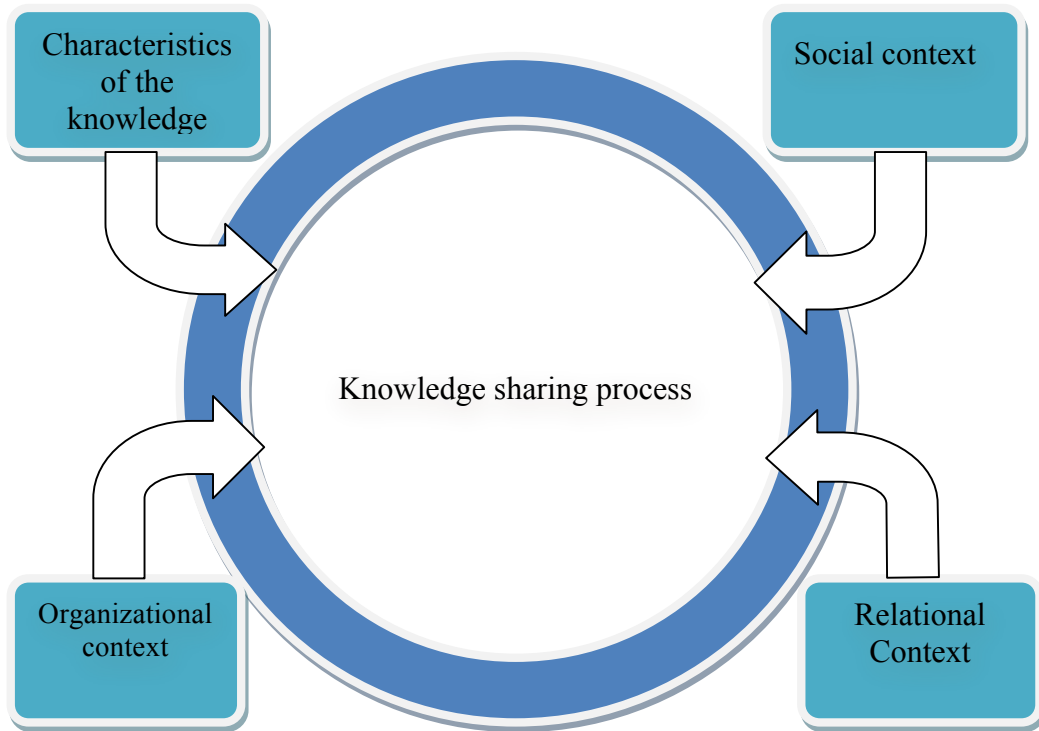 Characteristics
of the
knowledge
Social context
Knowledge sharing process
Organizational
context
Relational
Context